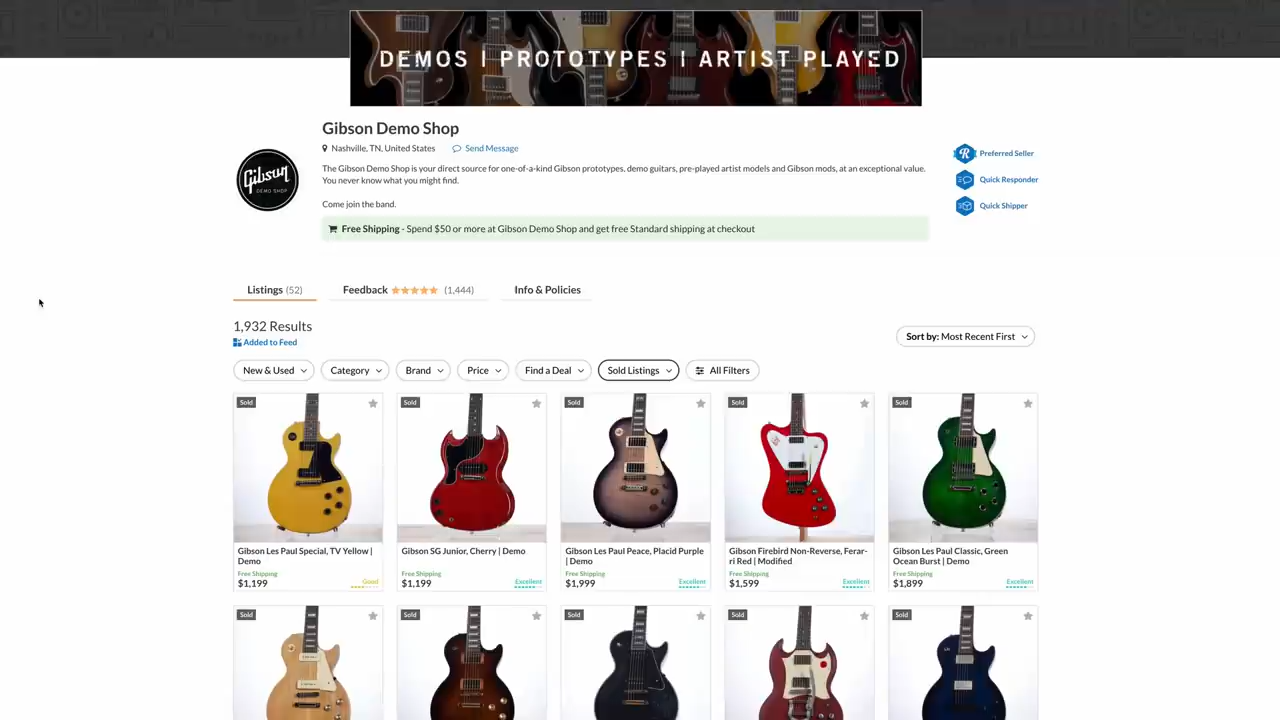 DEMOS | PROTOTYPES | ARTIST PLAYED
Gibson Demo Shop
Nashville, TN, United States
Send Message
Gibson
DEMO SHOP
The Gibson Demo Shop is your direct source for one-of-a-kind Gibson prototypes, demo guitars, pre-played artist models and Gibson mods, at an exceptional value.
You never know what you might find.
Come join the band.
Free Shipping - Spend $50 or more at Gibson Demo Shop and get free Standard shipping at checkout
Preferred Seller
Quick Responder
Quick Shipper
Listings (52)
Feedback (1,444)
Info & Policies
1,932 Results
Added to Feed
Sort by: Most Recent First
New & Used
Category
Brand
Price
Find a Deal
Sold Listings
All Filters
Sold
Gibson Les Paul Special, TV Yellow |
Demo
Free Shipping
$1,199
Good
Sold
Gibson SG Junior, Cherry | Demo
Free Shipping
$1,199
Excellent
Sold
Gibson Les Paul Peace, Placid Purple
| Demo
Free Shipping
$1,999
Excellent
Sold
Gibson Firebird Non-Reverse, Ferar-
ri Red | Modified
Free Shipping
$1,599
Excellent
Sold
Gibson Les Paul Classic, Green
Ocean Burst | Demo
Free Shipping
$1,899
Excellent
Sold
Sold
Sold
Sold
Sold